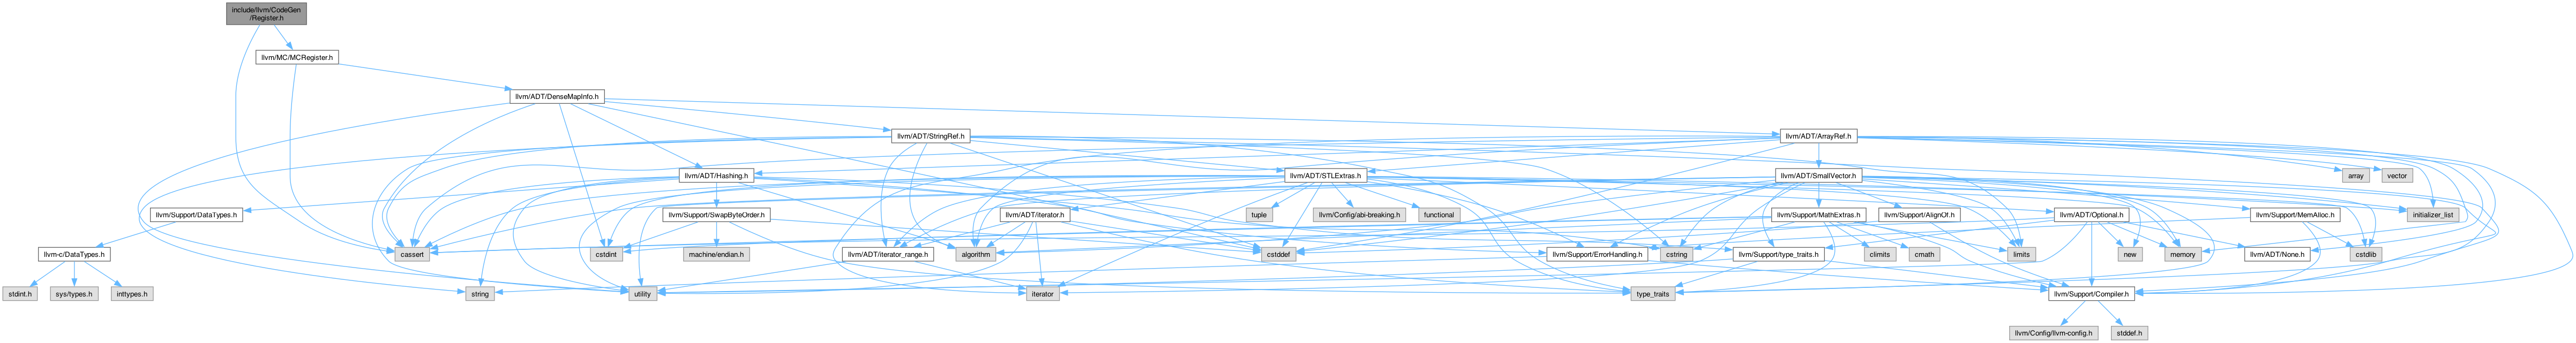 include/llvm/CodeGen
/Register.h
llvm/MC/MCRegister.h
llvm/ADT/DenseMapInfo.h
llvm/ADT/StringRef.h
llvm/ADT/ArrayRef.h
llvm/ADT/Hashing.h
llvm/ADT/STLExtras.h
llvm/ADT/SmallVector.h
array
vector
llvm/Support/DataTypes.h
llvm/Support/SwapByteOrder.h
llvm/ADT/iterator.h
tuple
llvm/Config/abi-breaking.h
functional
llvm/Support/MathExtras.h
llvm/Support/AlignOf.h
llvm/ADT/Optional.h
llvm/Support/MemAlloc.h
initializer_list
llvm-c/DataTypes.h
cassert
cstdint
machine/endian.h
llvm/ADT/iterator_range.h
algorithm
cstddef
llvm/Support/ErrorHandling.h
cstring
llvm/Support/type_traits.h
climits
cmath
limits
new
memory
llvm/ADT/None.h
cstdlib
stdint.h
sys/types.h
inttypes.h
string
utility
iterator
type_traits
llvm/Support/Compiler.h
llvm/Config/llvm-config.h
stddef.h